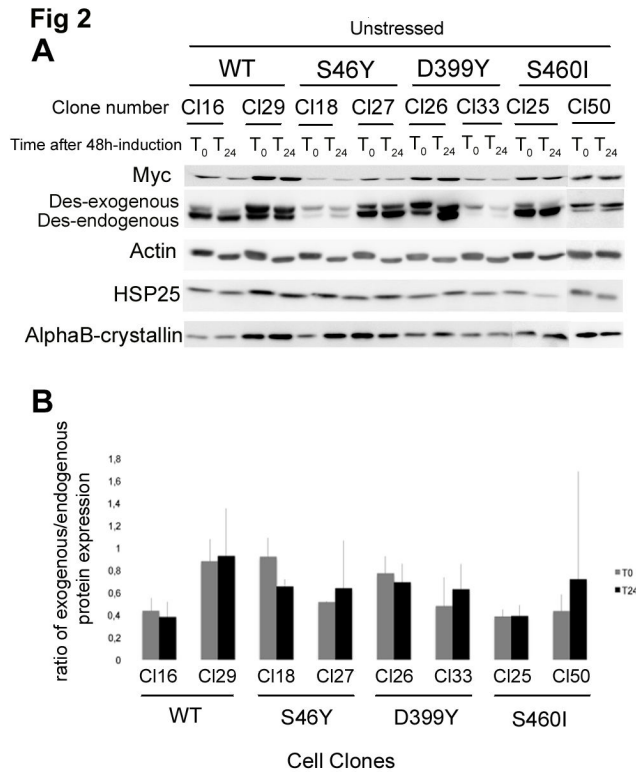 Fig 2
A
Unstressed
WT S46Y D399Y S460I
Clone number Cl16 Cl29 Cl18 Cl27 Cl26 Cl33 Cl25 Cl50
Time after 48h-induction T0 T24 T0 T24 T0 T24 T0 T24 T0 T24 T0 T24 T0 T24 T0 T24
Myc
Des-exogenous
Des-endogenous
Actin
HSP25
AlphaB-crystallin
B
ratio of exogenous/endogenous
protein expression
1,8
1,6
1,4
1,2
1
0,8
0,6
0,4
0,2
0
T0
T24
Cl16 Cl29 Cl18 Cl27 Cl26 Cl33 Cl25 Cl50
WT S46Y D399Y S460I
Cell Clones